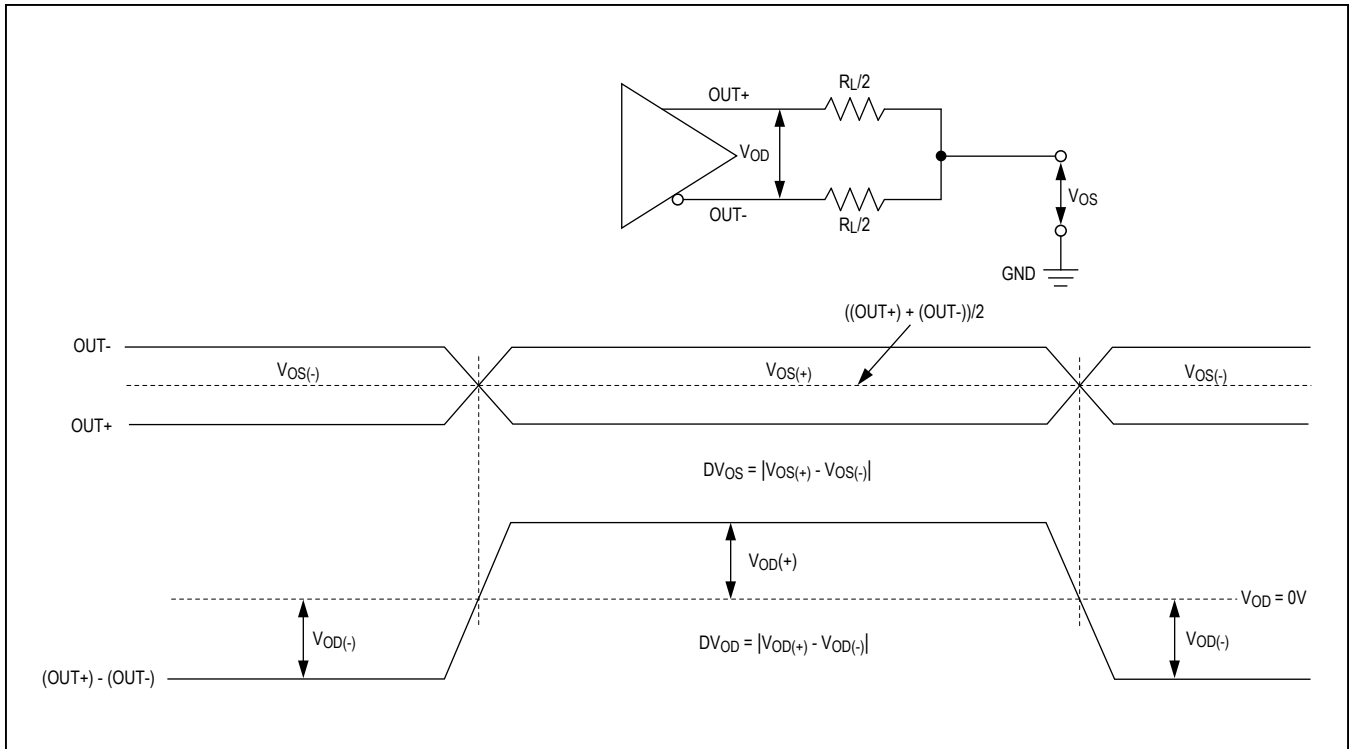 OUT+
RL/2
VOD
OUT-
RL/2
VOS
GND
((OUT+) + (OUT-))/2
OUT-
VOS(-)
VOS(+)
VOS(-)
OUT+
DVOS = |VOS(+) - VOS(-)|
VOD(+)
VOD = 0V
VOD(-)
DVOD = |VOD(+) - VOD(-)|
VOD(-)
(OUT+) - (OUT-)